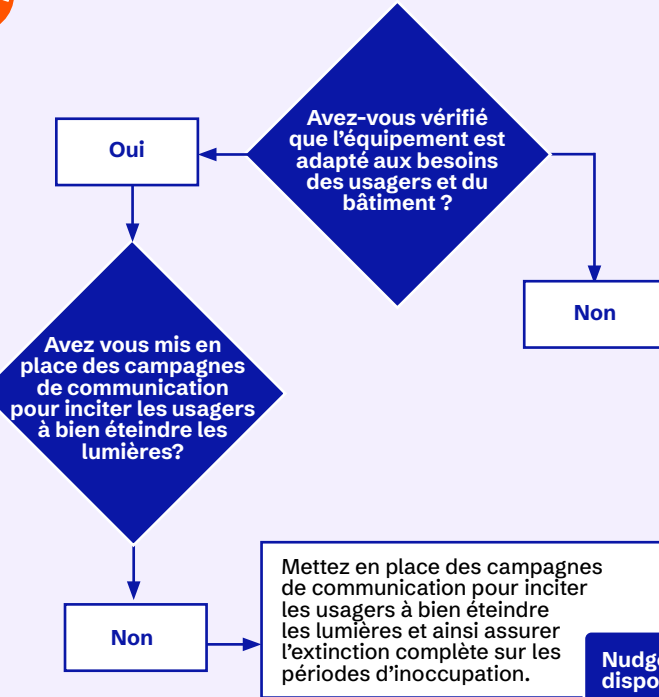 Avez-vous vérifié
que l’équipement est
adapté aux besoins
des usagers et du
bâtiment ?
Oui
Non
Avez vous mis en
place des campagnes
de communication
pour inciter les usagers
à bien éteindre les
lumières?
Non
Mettez en place des campagnes
de communication pour inciter
les usagers à bien éteindre
les lumières et ainsi assurer
l’extinction complète sur les
périodes d’inoccupation.